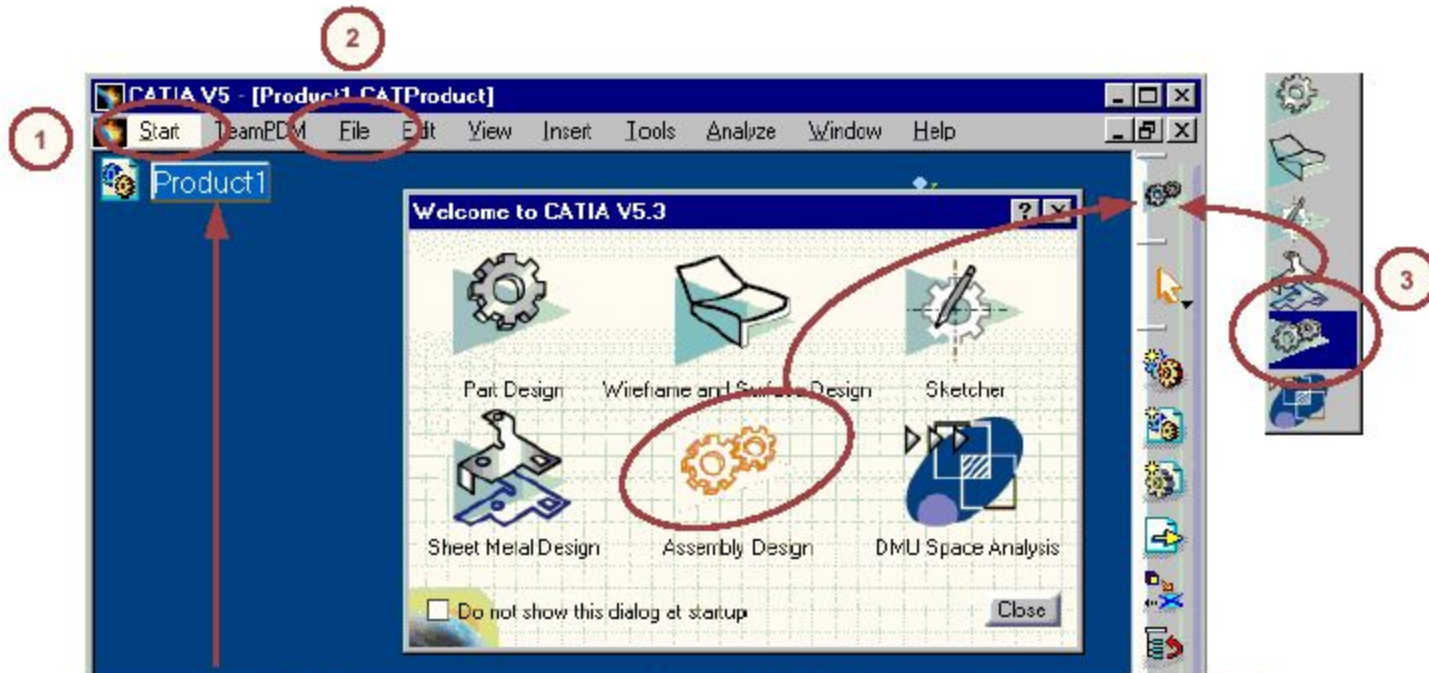 2
CATIA V5 - [Product1.CATProduct]
1
Start TeamPDM File Edit View Insert Tools Analyze Window Help
Product1
Welcome to CATIA V5.3
3
Part Design Wireframe and Surface Design Sketcher
Sheet Metal Design Assembly Design DMU Space Analysis
Do not show this dialog at startup Close